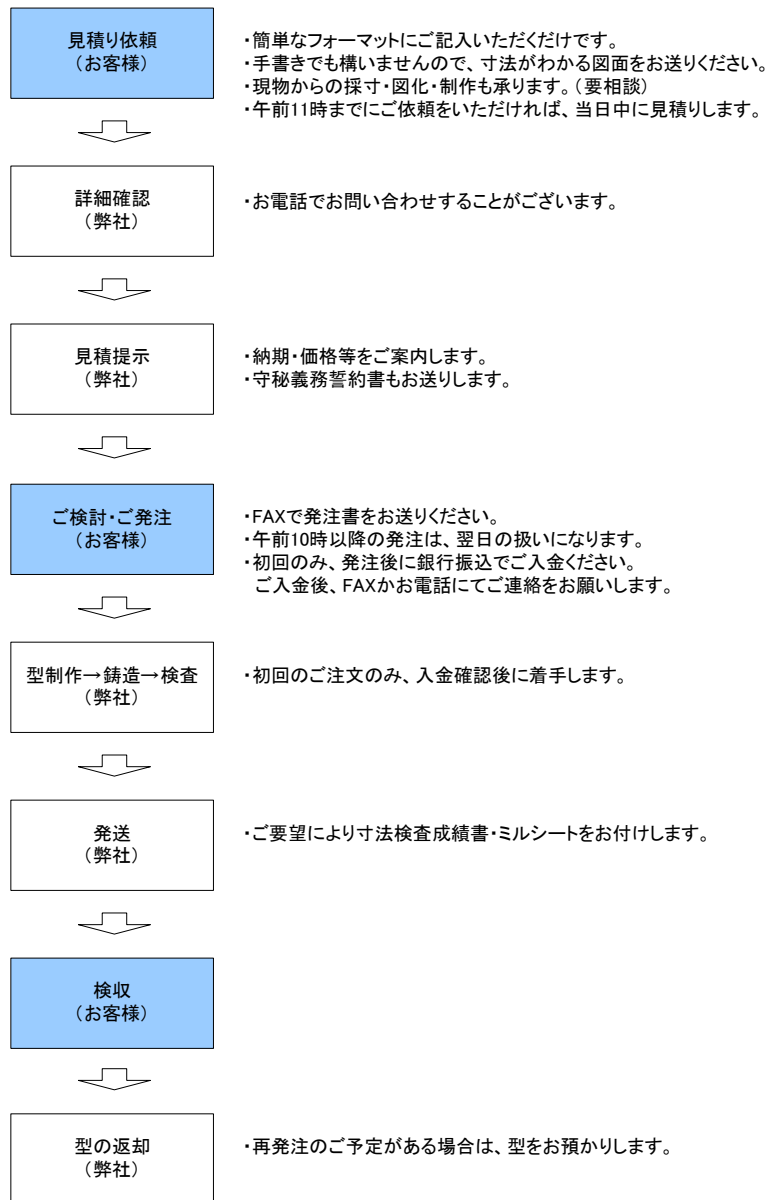 見積り依頼
（お客様）
・簡単なフォーマットにご記入いただくだけです。
・手書きでも構いませんので、寸法がわかる図面をお送りください。
・現物からの採寸・図化・制作も承ります。（要相談）
・午前11時までにご依頼をいただければ、当日中に見積りします。
詳細確認
（弊社）
・お電話でお問い合わせすることがございます。
見積提示
（弊社）
・納期・価格等をご案内します。
・守秘義務誓約書もお送りします。
ご検討・ご発注
（お客様）
・FAXで発注書をお送りください。
・午前10時以降の発注は、翌日の扱いになります。
・初回のみ、発注後に銀行振込でご入金ください。
ご入金後、FAXかお電話にてご連絡をお願いします。
型制作→鋳造→検査
（弊社）
・初回のご注文のみ、入金確認後に着手します。
発送
（弊社）
・ご要望により寸法検査成績書・ミルシートをお付けします。
検収
（お客様）
型の返却
（弊社）
・再発注のご予定がある場合は、型をお預かりします。